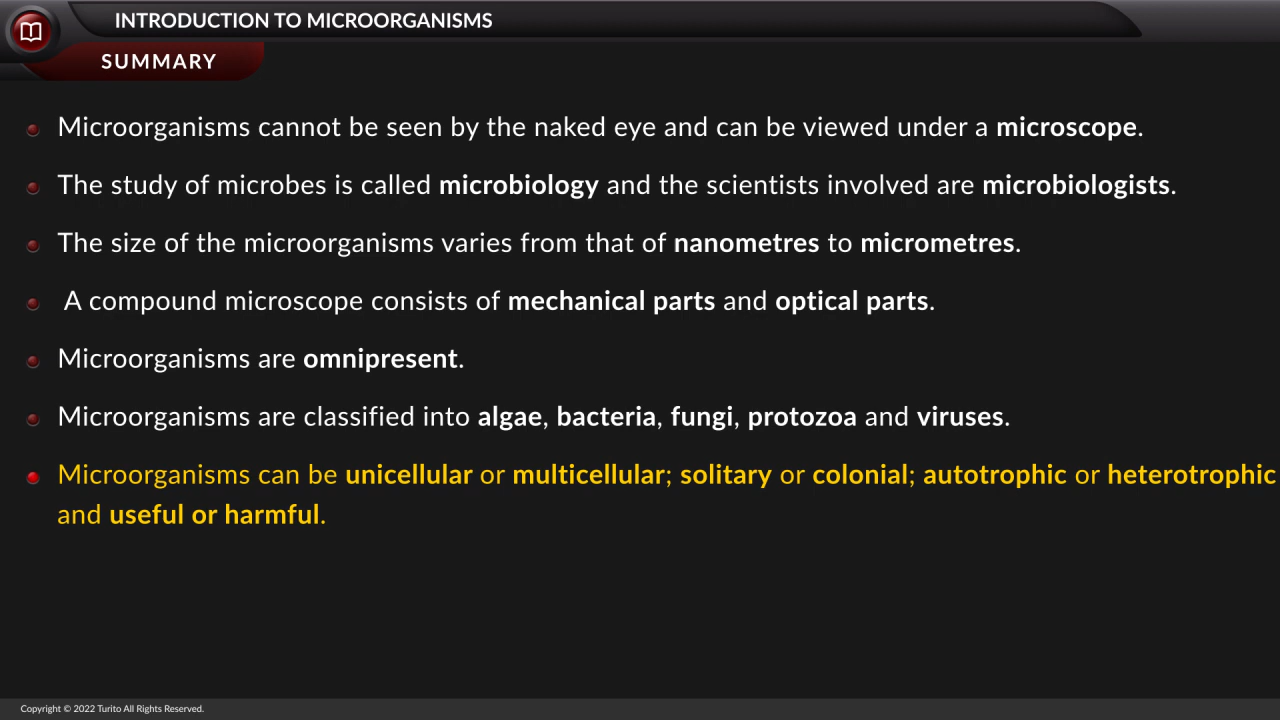 INTRODUCTION TO MICROORGANISMS
SUMMARY
Microorganisms cannot be seen by the naked eye and can be viewed under a microscope.
The study of microbes is called microbiology and the scientists involved are microbiologists.
The size of the microorganisms varies from that of nanometres to micrometres.
A compound microscope consists of mechanical parts and optical parts.
Microorganisms are omnipresent.
Microorganisms are classified into algae, bacteria, fungi, protozoa and viruses.
Microorganisms can be unicellular or multicellular; solitary or colonial; autotrophic or heterotrophic
and useful or harmful.
Copyright © 2022 Turito All Rights Reserved.